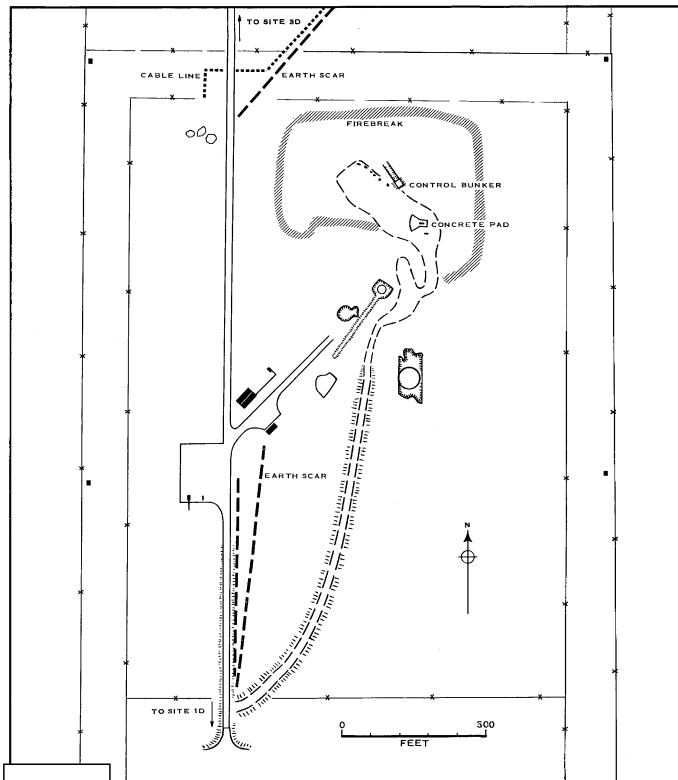 TO SITE 3D
CABLE LINE
EARTH SCAR
FIREBREAK
CONTROL BUNKER
CONCRETE PAD
EARTH SCAR
N
TO SITE 1D
0 300
FEET